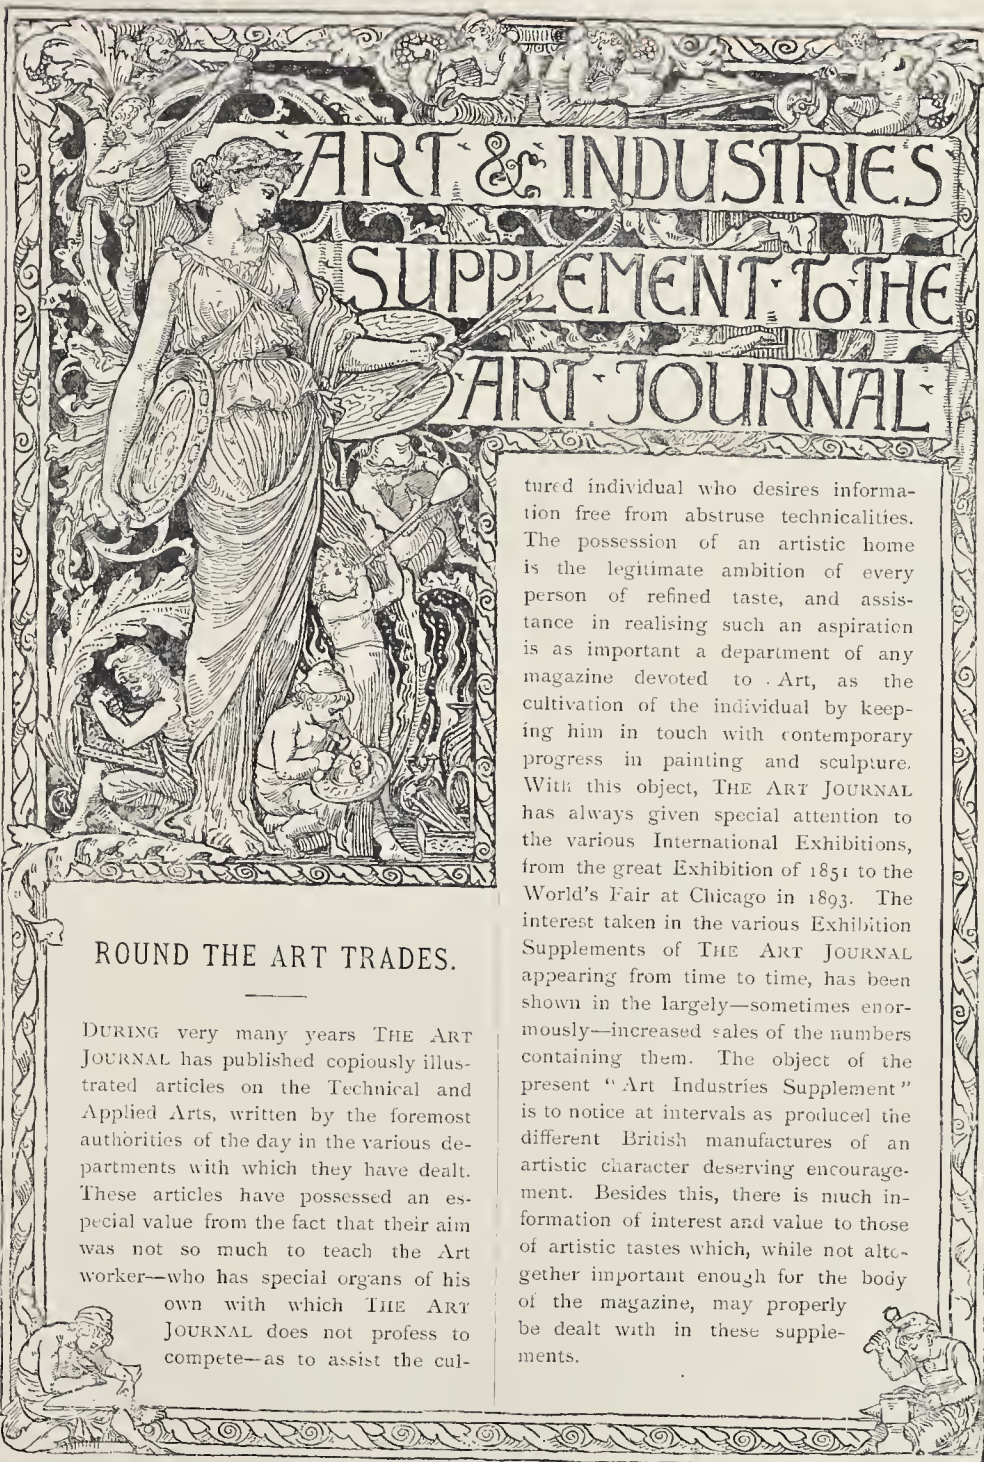 ART & INDUSTRIES
SUPPLEMENT · TO · THE
ART · JOURNAL ·
ROUND THE ART TRADES.
DURING very many years THE ART
JOURNAL has published copiously illus-
trated articles on the Technical and
Applied Arts, written by the foremost
authorities of the day in the various de-
partments with which they have dealt.
These articles have possessed an es-
pecial value from the fact that their aim
was not so much to teach the Art
worker—who has special organs of his
own with which THE ART
JOURNAL does not profess to
compete—as to assist the cul-
tured individual who desires informa-
tion free from abstruse technicalities.
The possession of an artistic home
is the legitimate ambition of every
person of refined taste, and assis-
tance in realising such an aspiration
is as important a department of any
magazine devoted to Art, as the
cultivation of the individual by keep-
ing him in touch with contemporary
progress in painting and sculpture.
With this object, THE ART JOURNAL
has always given special attention to
the various International Exhibitions,
from the great Exhibition of 1851 to the
World's Fair at Chicago in 1893. The
interest taken in the various Exhibition
Supplements of THE ART JOURNAL
appearing from time to time, has been
shown in the largely—sometimes enor-
mously—increased sales of the numbers
containing them. The object of the
present “Art Industries Supplement”
is to notice at intervals as produced the
different British manufactures of an
artistic character deserving encourage-
ment. Besides this, there is much in-
formation of interest and value to those
of artistic tastes which, while not alto-
gether important enough for the body
of the magazine, may properly
be dealt with in these supple-
ments.